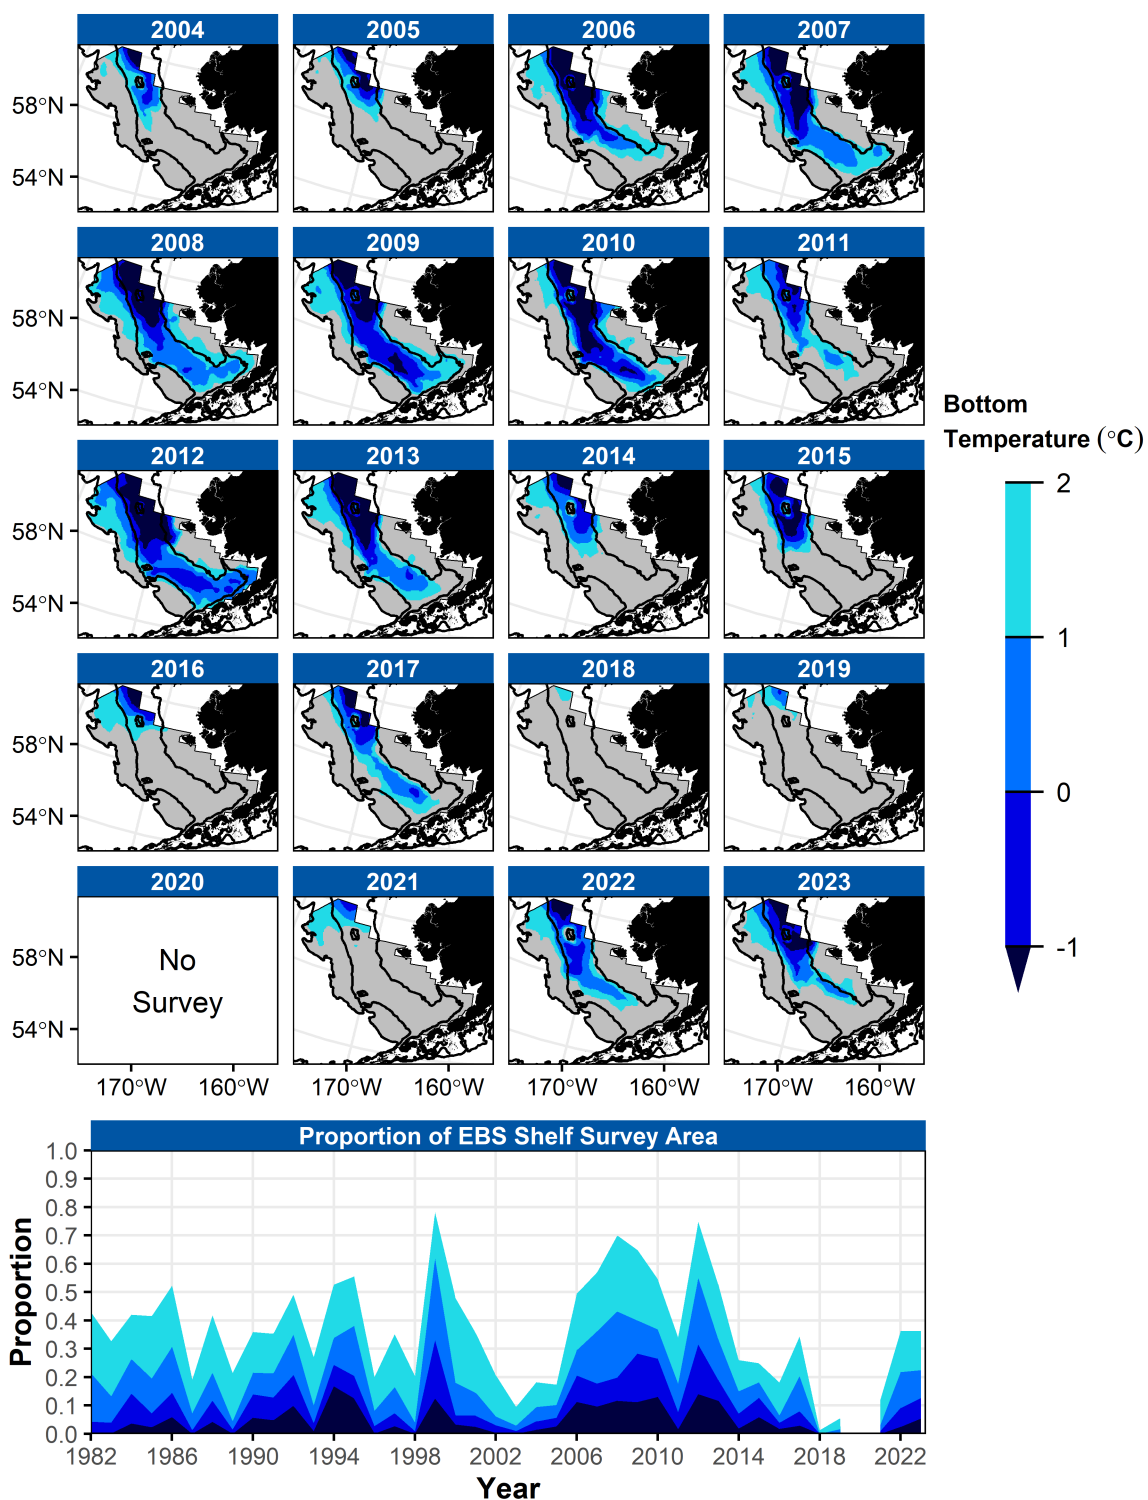 2004 2005 2006 2007
58°N
54°N
2008 2009 2010 2011
58°N
54°N
2012 2013 2014 2015
58°N
54°N
2016 2017 2018 2019
58°N
54°N
2020 2021 2022 2023
No
Survey
58°N
54°N
170°W 160°W 170°W 160°W 170°W 160°W 170°W 160°W
Bottom
Temperature (°C)
2
1
0
-1
Proportion of EBS Shelf Survey Area
1.0
0.9
0.8
0.7
0.6
0.5
0.4
0.3
0.2
0.1
0.0
Proportion
1982 1986 1990 1994 1998 2002 2006 2010 2014 2018 2022
Year